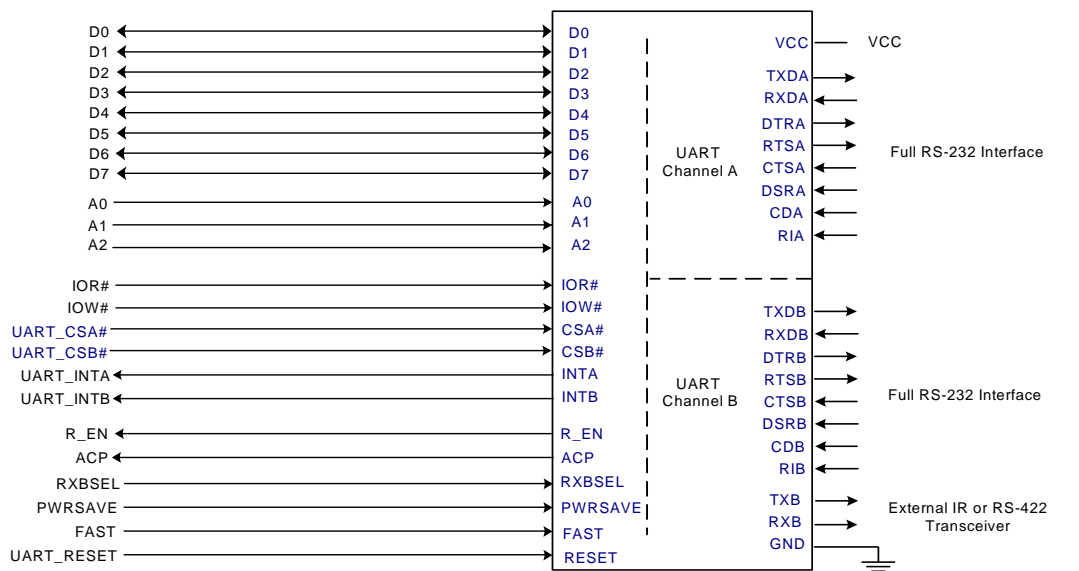 D0
D1
D2
D3
D4
D5
D6
D7
A0
A1
A2
IOR#
IOW#
UART_CSA#
UART_CSB#
UART_INTA
UART_INTB
R_EN
ACP
RXBSEL
PWRSAVE
FAST
UART_RESET
D0
D1
D2
D3
D4
D5
D6
D7
A0
A1
A2
IOR#
IOW#
CSA#
CSB#
INTA
INTB
R_EN
ACP
RXBSEL
PWRSAVE
FAST
RESET
UART
Channel A
UART
Channel B
VCC
TXDA
RXDA
DTRA
RTSA
CTSA
DSRA
CDA
RIA
TXDB
RXDB
DTRB
RTSB
CTSB
DSRB
CDB
RIB
TXB
RXB
GND
VCC
Full RS-232 Interface
Full RS-232 Interface
External IR or RS-422
Transceiver